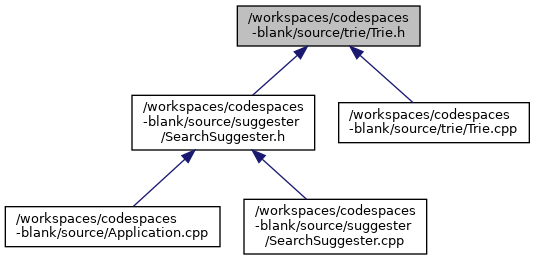 /workspaces/codespaces
-blank/source/trie/Trie.h
/workspaces/codespaces
-blank/source/suggester
/SearchSuggester.h
/workspaces/codespaces
-blank/source/trie/Trie.cpp
/workspaces/codespaces
-blank/source/Application.cpp
/workspaces/codespaces
-blank/source/suggester
/SearchSuggester.cpp